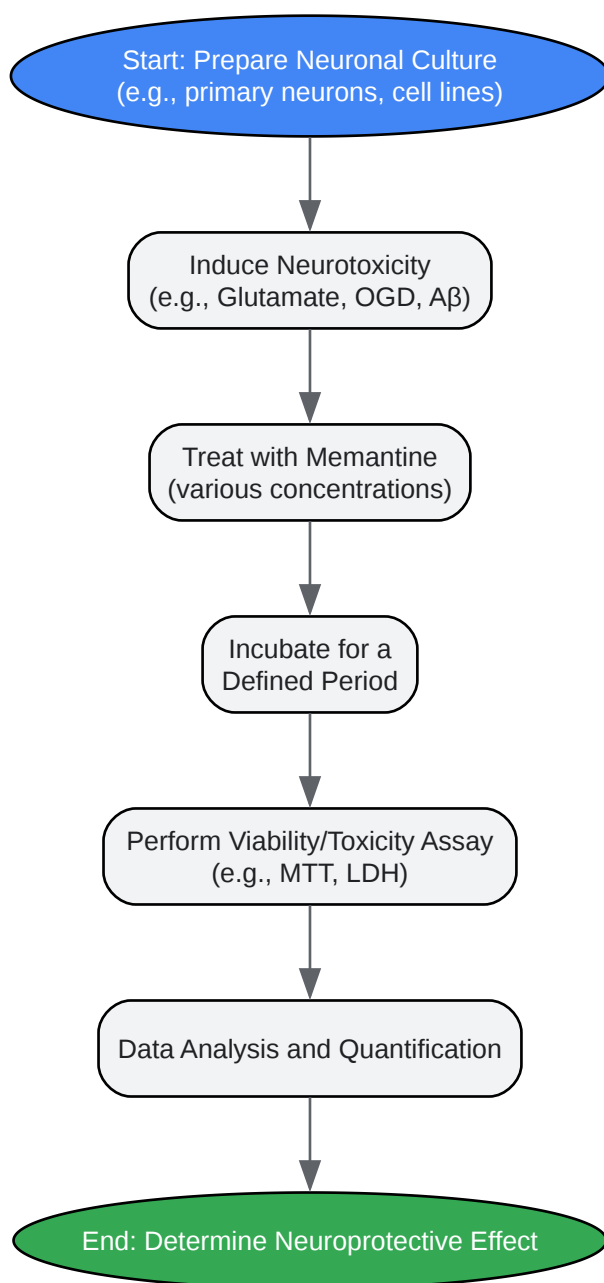 Start: Prepare Neuronal Culture
(e.g., primary neurons, cell lines)
Induce Neurotoxicity
(e.g., Glutamate, OGD, Aβ)
Treat with Memantine
(various concentrations)
Incubate for a
Defined Period
Perform Viability/Toxicity Assay
(e.g., MTT, LDH)
Data Analysis and Quantification
End: Determine Neuroprotective Effect